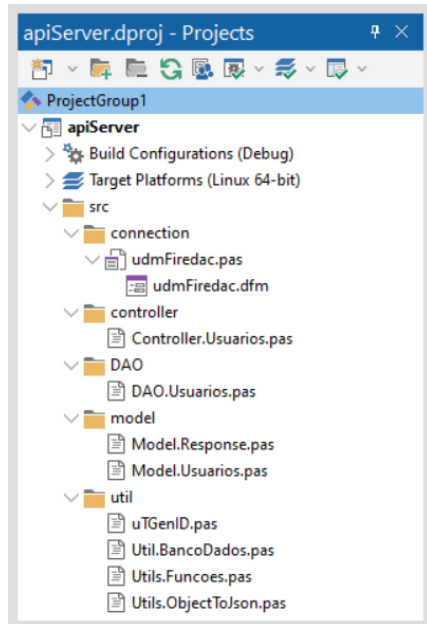 apiServer.dproj - Projects
ProjectGroup1
apiServer
Build Configurations (Debug)
Target Platforms (Linux 64-bit)
src
connection
udmFiredac.pas
udmFiredac.dfm
controller
Controller.Usuarios.pas
DAO
DAO.Usuarios.pas
model
Model.Response.pas
Model.Usuarios.pas
util
uTGenID.pas
Util.BancoDados.pas
Utils.Funcoes.pas
Utils.ObjectToJson.pas